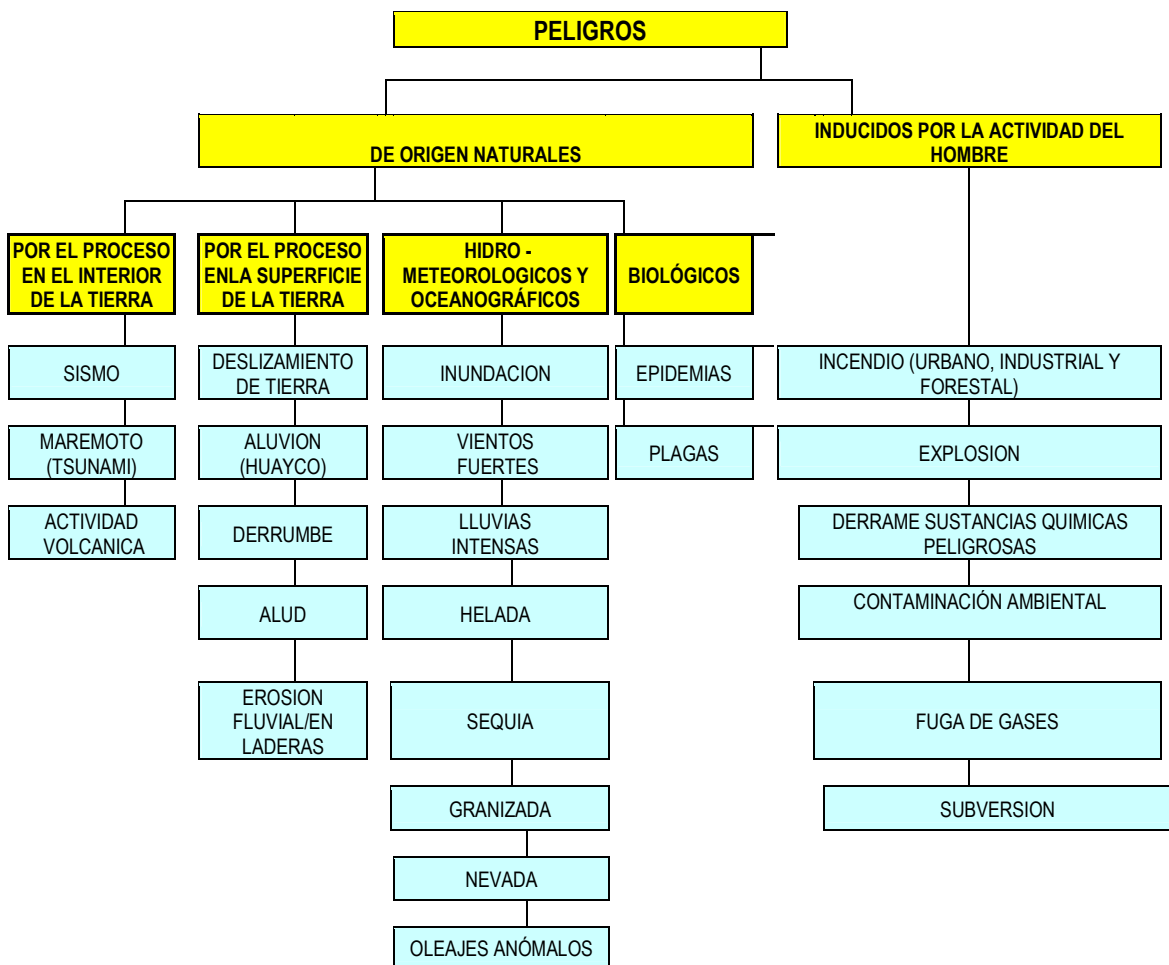 PELIGROS
DE ORIGEN NATURALES
INDUCIDOS POR LA ACTIVIDAD DEL
HOMBRE
POR EL PROCESO
EN EL INTERIOR
DE LA TIERRA
POR EL PROCESO
ENLA SUPERFICIE
DE LA TIERRA
HIDRO -
METEOROLOGICOS Y
OCEANOGRÁFICOS
BIOLÓGICOS
SISMO
MAREMOTO
(TSUNAMI)
ACTIVIDAD
VOLCANICA
DESLIZAMIENTO
DE TIERRA
ALUVION
(HUAYCO)
DERRUMBE
ALUD
EROSION
FLUVIAL/EN
LADERAS
INUNDACION
VIENTOS
FUERTES
LLUVIAS
INTENSAS
HELADA
SEQUIA
GRANIZADA
NEVADA
OLEAJES ANÓMALOS
EPIDEMIAS
PLAGAS
INCENDIO (URBANO, INDUSTRIAL Y
FORESTAL)
EXPLOSION
DERRAME SUSTANCIAS QUIMICAS
PELIGROSAS
CONTAMINACIÓN AMBIENTAL
FUGA DE GASES
SUBVERSION